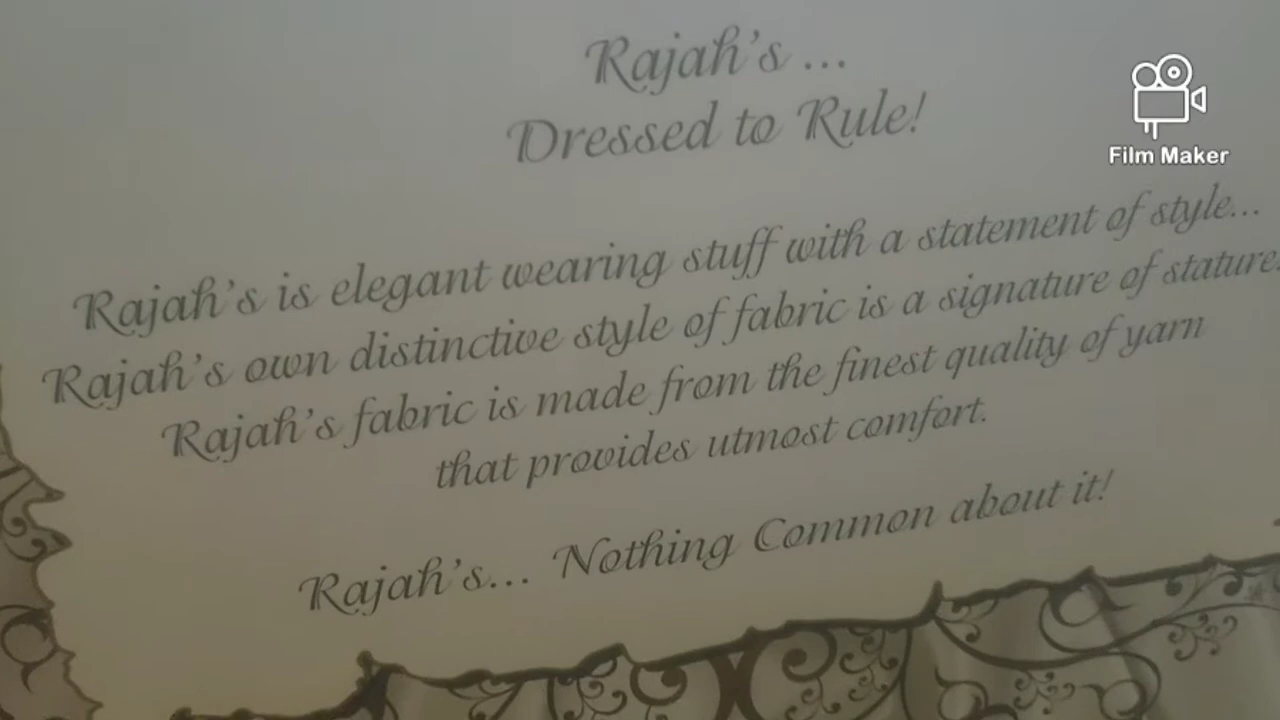 Rajah's ...
Dressed to Rule!
Film Maker
Rajah's is elegant wearing stuff with a statement of style...
Rajah's own distinctive style of fabric is a signature of stature.
Rajah's fabric is made from the finest quality of yarn
that provides utmost comfort.
Rajah's... Nothing Common about it!